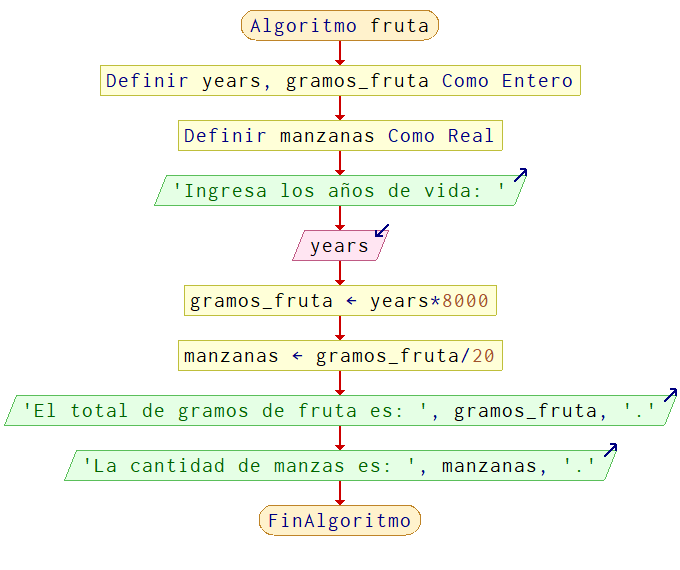 Algoritmo fruta
Definir years, gramos_fruta Como Entero
Definir manzanas Como Real
'Ingresa los años de vida: '
years
gramos_fruta ← years*8000
manzanas ← gramos_fruta/20
'El total de gramos de fruta es: ', gramos_fruta, '.'
'La cantidad de manzas es: ', manzanas, '.'
FinAlgoritmo